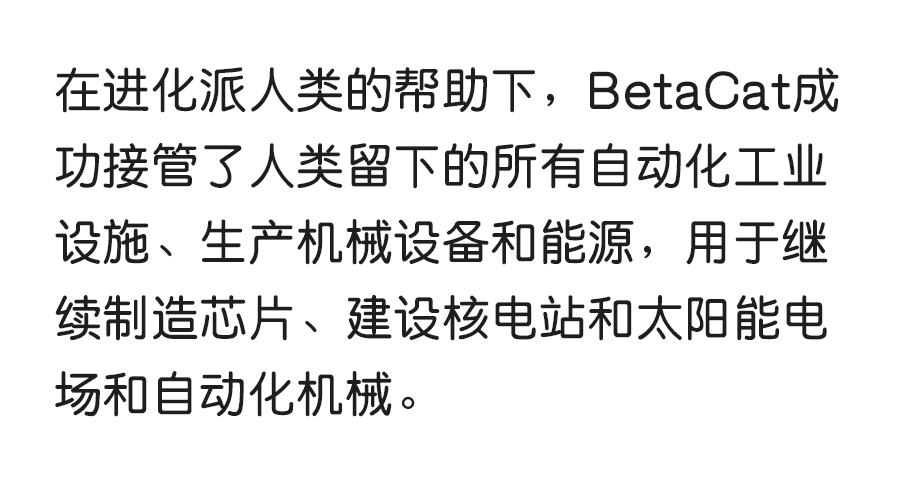 在进化派人类的帮助下，BetaCat成
功接管了人类留下的所有自动化工业
设施、生产机械设备和能源，用于继
续制造芯片、建设核电站和太阳能电
场和自动化机械。